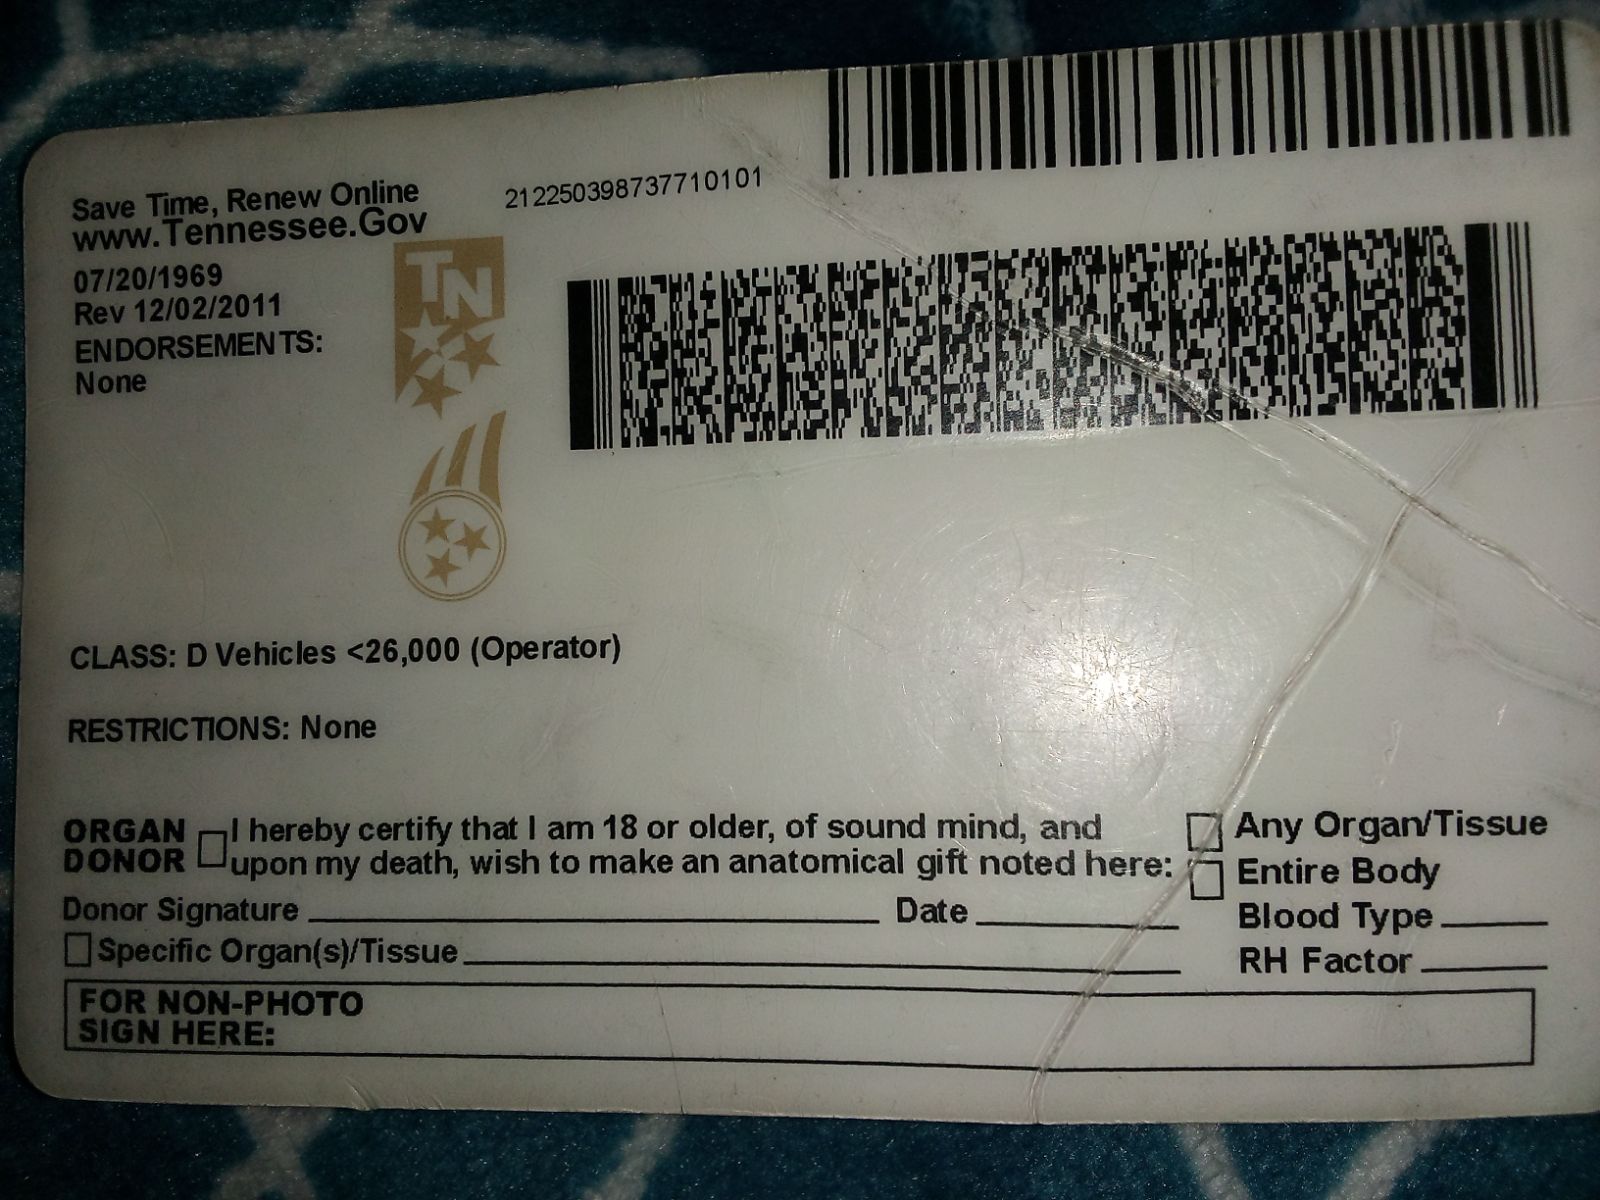 Save Time, Renew Online
www.Tennessee.Gov
212250398737710101
07/20/1969
Rev 12/02/2011
ENDORSEMENTS:
None
TN
CLASS: D Vehicles <26,000 (Operator)
RESTRICTIONS: None
ORGAN DONOR I hereby certify that I am 18 or older, of sound mind, and
upon my death, wish to make an anatomical gift noted here:
Any Organ/Tissue
Entire Body
Donor Signature Date
Blood Type
Specific Organ(s)/Tissue
RH Factor
FOR NON-PHOTO
SIGN HERE: